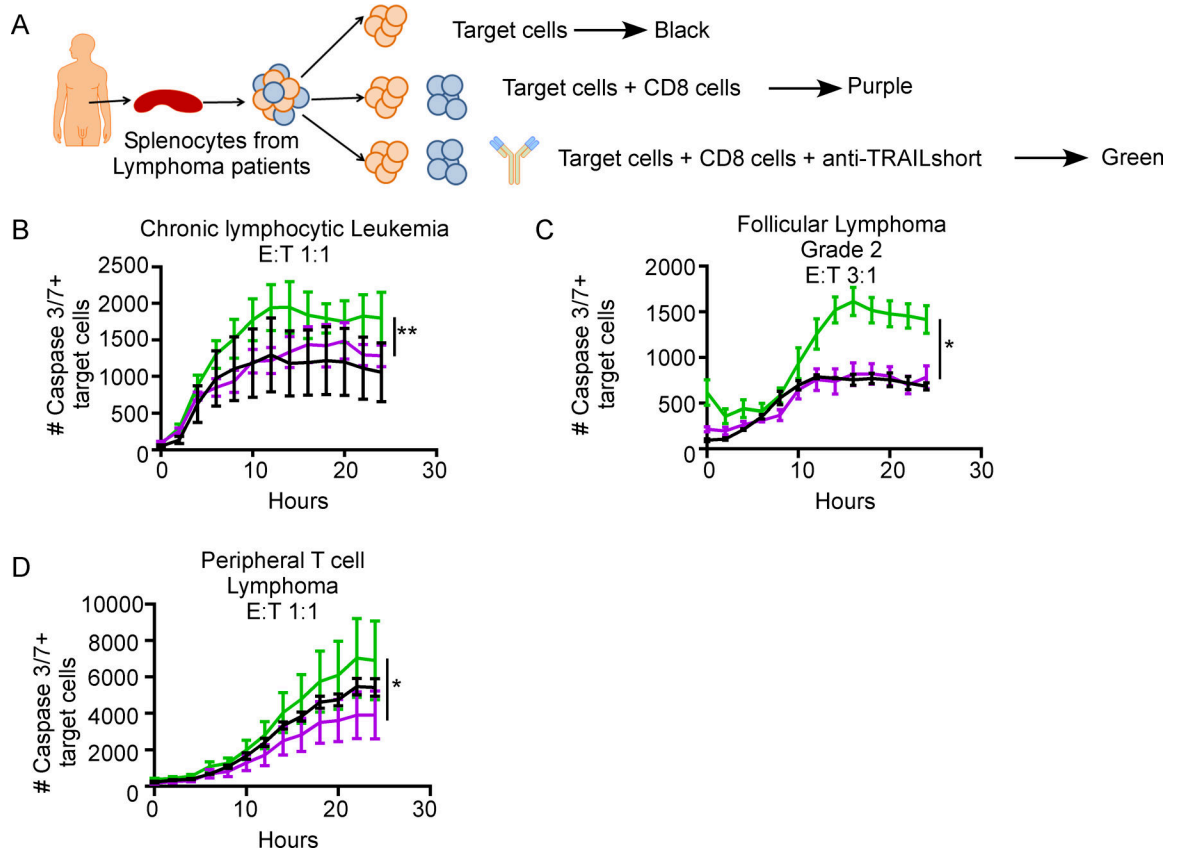 A
Target cells
Black
Target cells + CD8 cells
Purple
Splenocytes from
Lymphoma patients
Target cells + CD8 cells + anti-TRAILshort
Green
B
Chronic lymphocytic Leukemia
E:T 1:1
# Caspase 3/7+
target cells
2500
2000
1500
1000
500
0
**
0 10 20 30
Hours
C
Follicular Lymphoma
Grade 2
E:T 3:1
# Caspase 3/7+
target cells
2000
1500
1000
500
0
*
0 10 20 30
Hours
D
Peripheral T cell
Lymphoma
E:T 1:1
# Caspase 3/7+
target cells
10000
8000
6000
4000
2000
0
*
0 10 20 30
Hours